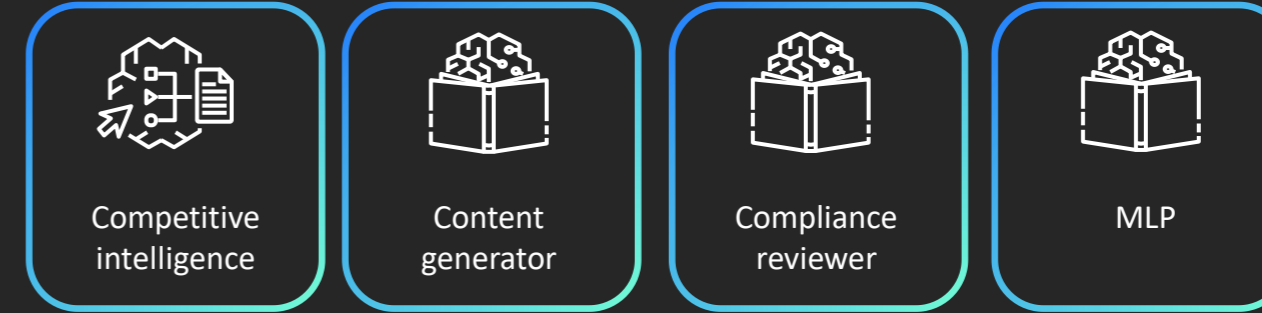 Competitive
intelligence
Content
generator
Compliance
reviewer
MLP